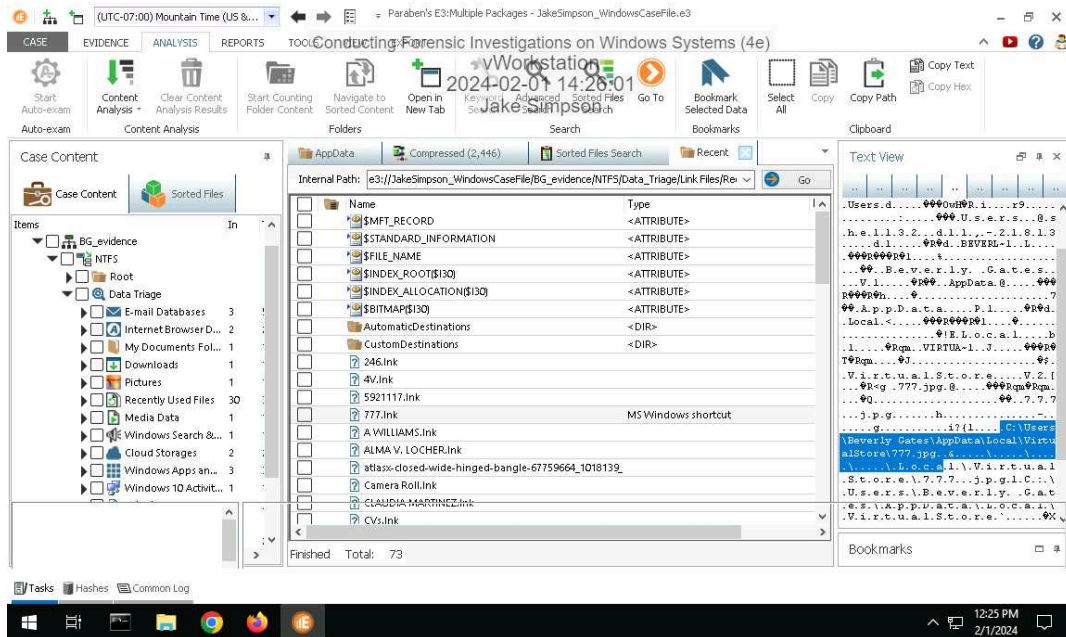 (UTC-07:00) Mountain Time (US &...
Paraben's E3:Multiple Packages - JakeSimpson_WindowsCaseFile.e3
CASE EVIDENCE ANALYSIS REPORTS
Conducting Forensic Investigations on Windows Systems (4e)
vWorkstation
2024-02-01 14:26:01
Jake Simpson
Start Auto-exam
Content Analysis
Clear Content Analysis Results
Start Counting Folder Content
Navigate to Sorted Content
Open in New Tab
Advanced
Sorted Files Search
Go To
Bookmark Selected Data
Select All
Copy
Copy Path
Copy Text
Copy Hex
Auto-exam
Content Analysis
Folders
Search
Bookmarks
Clipboard
Case Content
Case Content
Sorted Files
Items In
BG_evidence
NTFS
Root
Data Triage
E-mail Databases 3
Internet Browser D... 2
My Documents Fol... 1
Downloads 1
Pictures 1
Recently Used Files 30
Media Data 1
Windows Search &... 1
Cloud Storages 2
Windows Apps an... 3
Windows 10 Activit... 1
AppData
Compressed (2,446)
Sorted Files Search
Recent
Internal Path: e3://JakeSimpson_WindowsCaseFile/BG_evidence/NTFS/Data_Triage/Link Files/Re
Go
Name Type
$MFT_RECORD <ATTRIBUTE>
$STANDARD_INFORMATION <ATTRIBUTE>
$FILE_NAME <ATTRIBUTE>
$INDEX_ROOT($I30) <ATTRIBUTE>
$INDEX_ALLOCATION($I30) <ATTRIBUTE>
$BITMAP($I30) <ATTRIBUTE>
AutomaticDestinations <DIR>
CustomDestinations <DIR>
246.lnk
4V.lnk
5921117.lnk
777.lnk MS Windows shortcut
A WILLIAMS.lnk
ALMA V. LOCHER.lnk
atlasx-closed-wide-hinged-bangle-67759664_1018139_
Camera Roll.lnk
CLAUDIA MARTINEZ.lnk
CVs.lnk
Finished Total: 73
Text View
C:\Users
\Beverly Gates\AppData\Local\Virtu
alStore\777.jpg
Bookmarks
Tasks Hashes Common Log
12:25 PM
2/1/2024